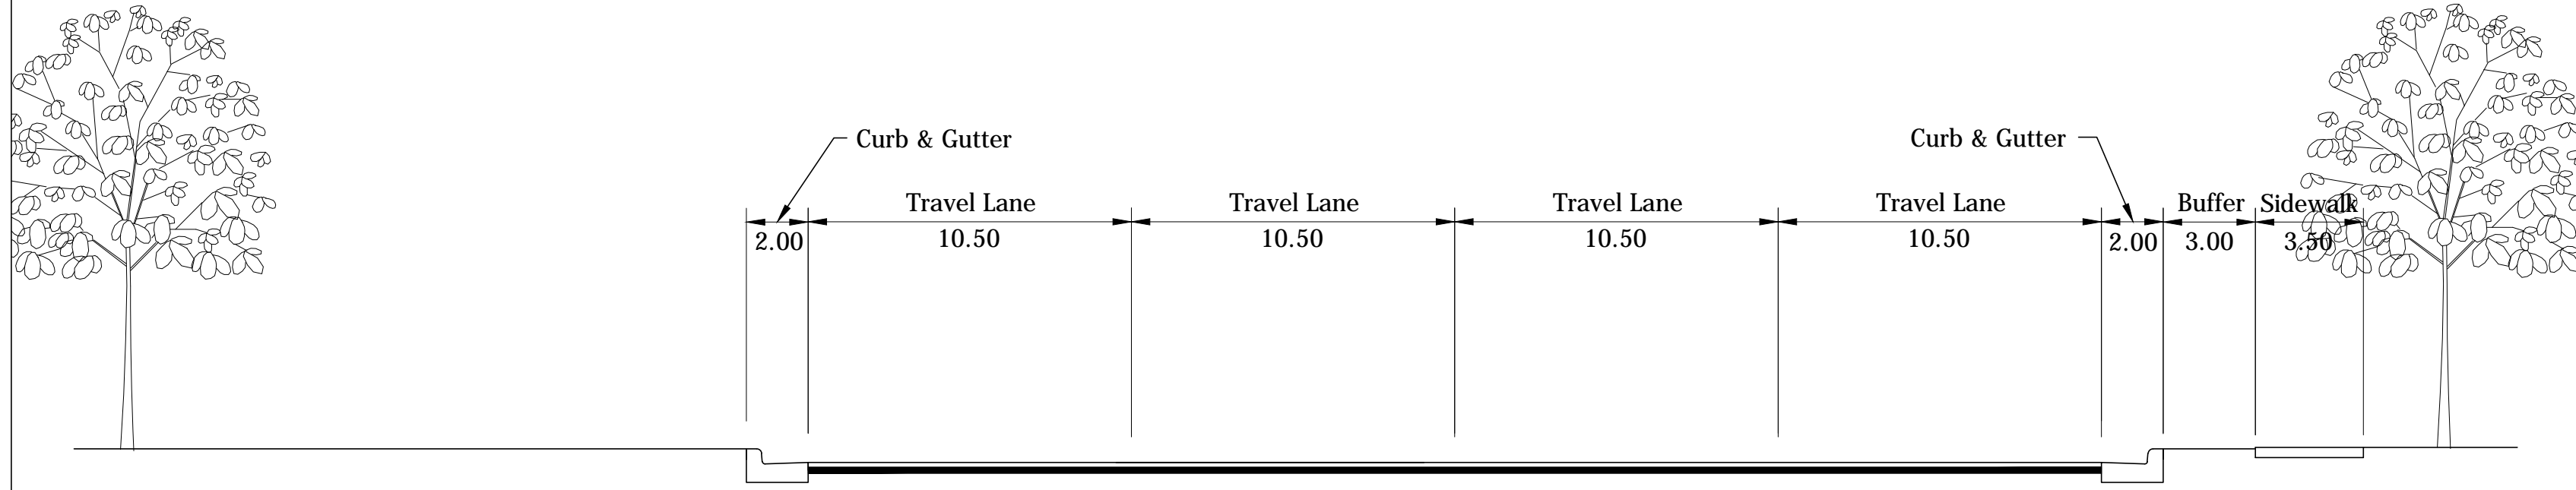 Curb & Gutter
Curb & Gutter
Travel Lane Travel Lane Travel Lane Travel Lane Buffer Sidewalk
2.00 10.50 10.50 10.50 10.50 2.00 3.00 3.50